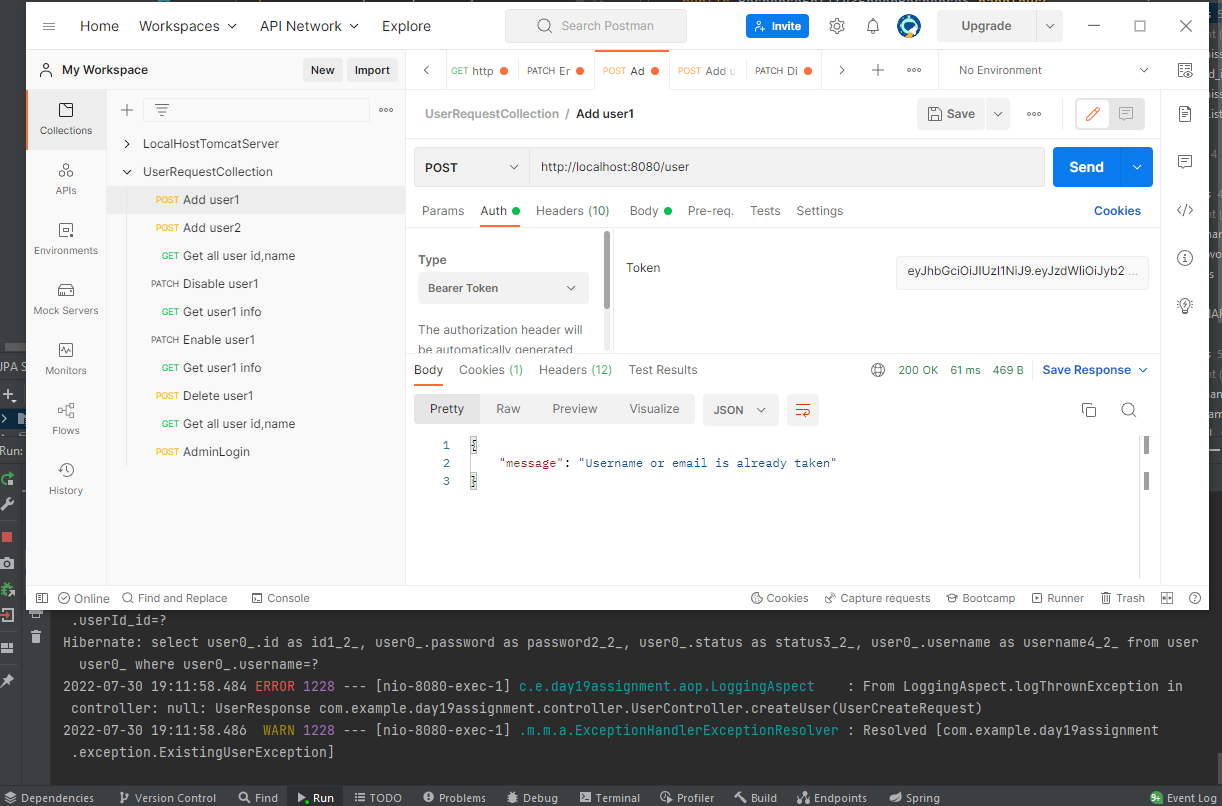 Home Workspaces API Network Explore Search Postman Invite Upgrade
My Workspace New Import GET http PATCH Er POST Ad POST Add u PATCH Di No Environment
Collections
APIs
Environments
Mock Servers
Monitors
Flows
History
LocalHostTomcatServer
UserRequestCollection
POST Add user1
POST Add user2
GET Get all user id,name
PATCH Disable user1
GET Get user1 info
PATCH Enable user1
GET Get user1 info
POST Delete user1
GET Get all user id,name
POST AdminLogin
UserRequestCollection / Add user1 Save
POST http://localhost:8080/user Send
Params Auth Headers (10) Body Pre-req. Tests Settings Cookies
Type
Bearer Token
The authorization header will
be automatically generated
Token eyJhbGciOiJIUzI1NiJ9.eyJzdWIiOiJyb2 ...
Body Cookies (1) Headers (12) Test Results 200 OK 61 ms 469 B Save Response
Pretty Raw Preview Visualize JSON
1 {
2 "message": "Username or email is already taken"
3 }
Online Find and Replace Console Cookies Capture requests Bootcamp Runner Trash
JPA S
Run:
.userId_id=?
Hibernate: select user0_.id as id1_2_, user0_.password as password2_2_, user0_.status as status3_2_, user0_.username as username4_2_ from user
user0_ where user0_.username=?
2022-07-30 19:11:58.484 ERROR 1228 --- [nio-8080-exec-1] c.e.day19assignment.aop.LoggingAspect : From LoggingAspect.logThrownException in
controller: null: UserResponse com.example.day19assignment.controller.UserController.createUser(UserCreateRequest)
2022-07-30 19:11:58.486 WARN 1228 --- [nio-8080-exec-1] .m.m.a.ExceptionHandlerExceptionResolver : Resolved [com.example.day19assignment
.exception.ExistingUserException]
Dependencies Version Control Find Run TODO Problems Debug Terminal Profiler Build Endpoints Spring 9+ Event Log